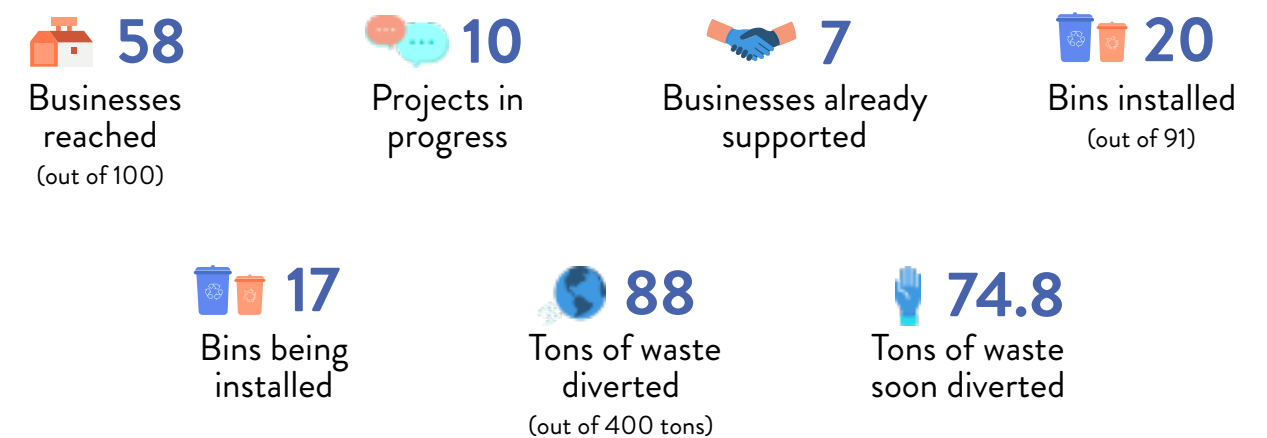 58
Businesses
reached
(out of 100)
10
Projects in
progress
7
Businesses already
supported
20
Bins installed
(out of 91)
17
Bins being
installed
88
Tons of waste
diverted
(out of 400 tons)
74.8
Tons of waste
soon diverted